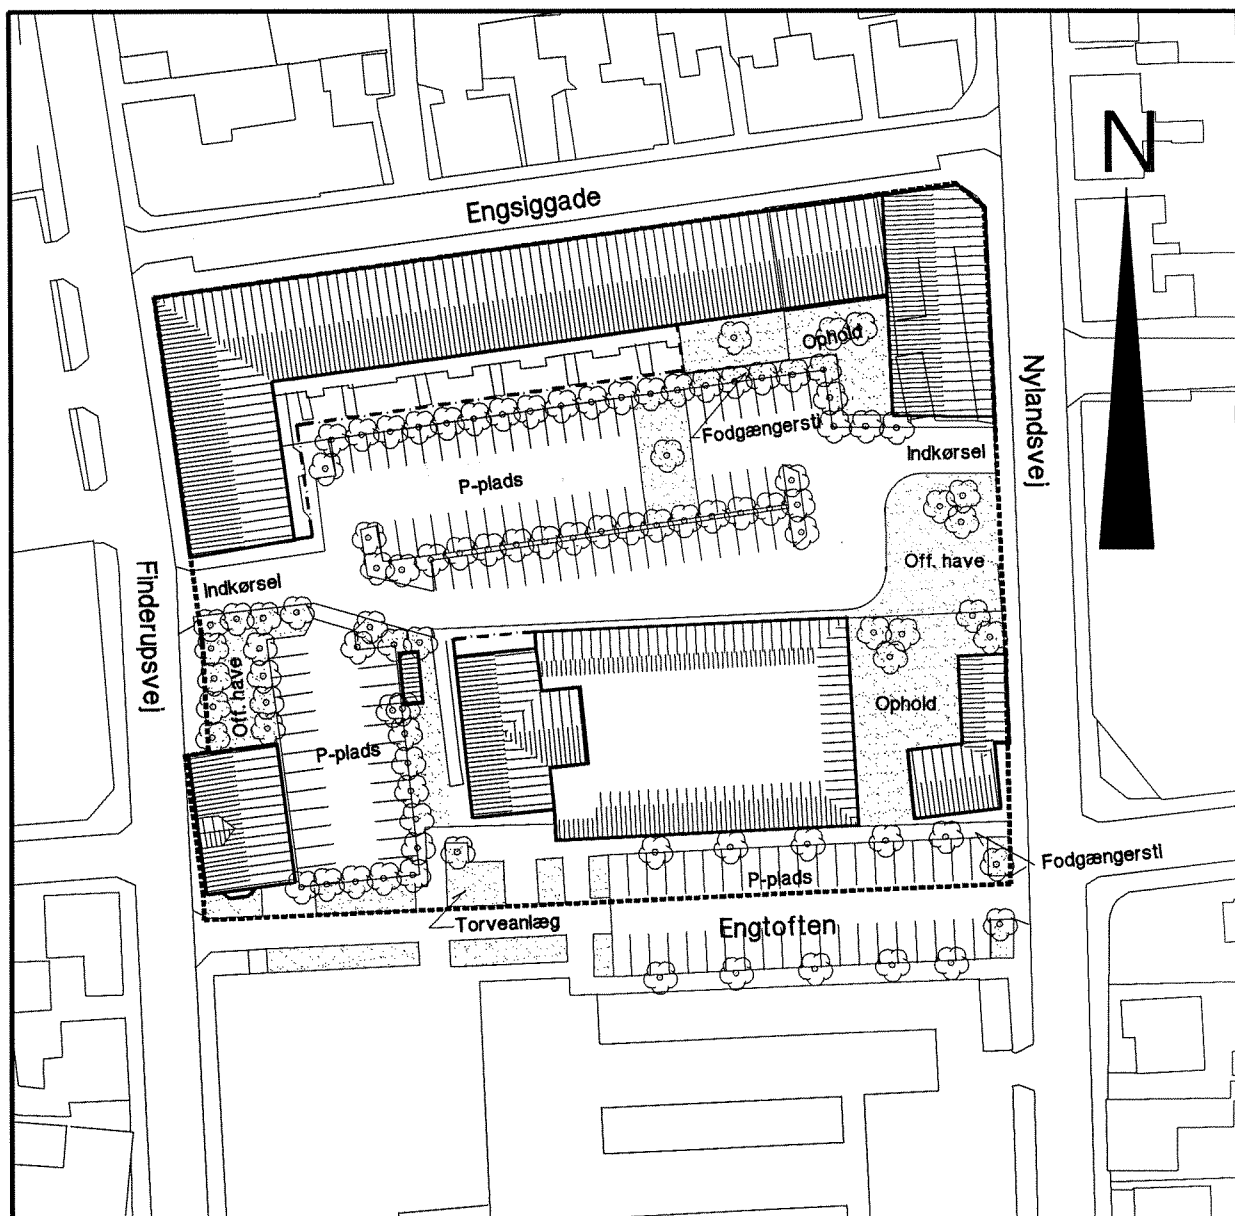 N
Engsiggade
Ophold
Nylandsvej
Fodgængersti
Indkørsel
P-plads
Off. have
Finderupsvej
Indkørsel
Off. have
Ophold
P-plads
Fodgængersti
P-plads
Torveanlæg
Engtoften